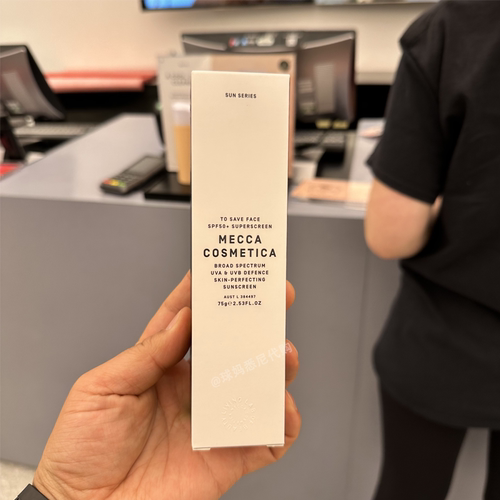 SUN SERIES
TO SAVE FACE
SPF50+ SUPERSCREEN
MECCA
COSMETICA
BROAD SPECTRUM
UVA & UVB DEFENCE
SKIN-PERFECTING
SUNSCREEN
AUST L 384497
75g℮2.53FL.OZ